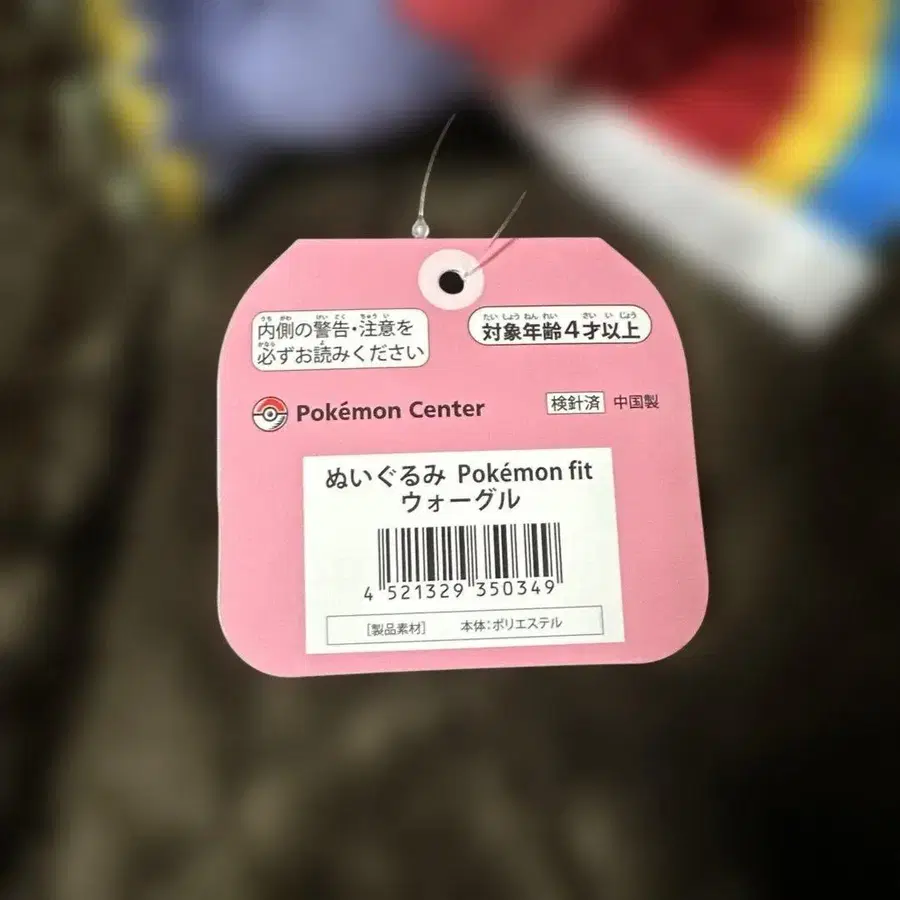 内側の警告・注意を
必ずお読みください
対象年齢4才以上
Pokémon Center
検針済 中国製
ぬいぐるみ Pokémon fit
ウォーグル
4 521329 350349
[製品素材] 本体:ポリエステル